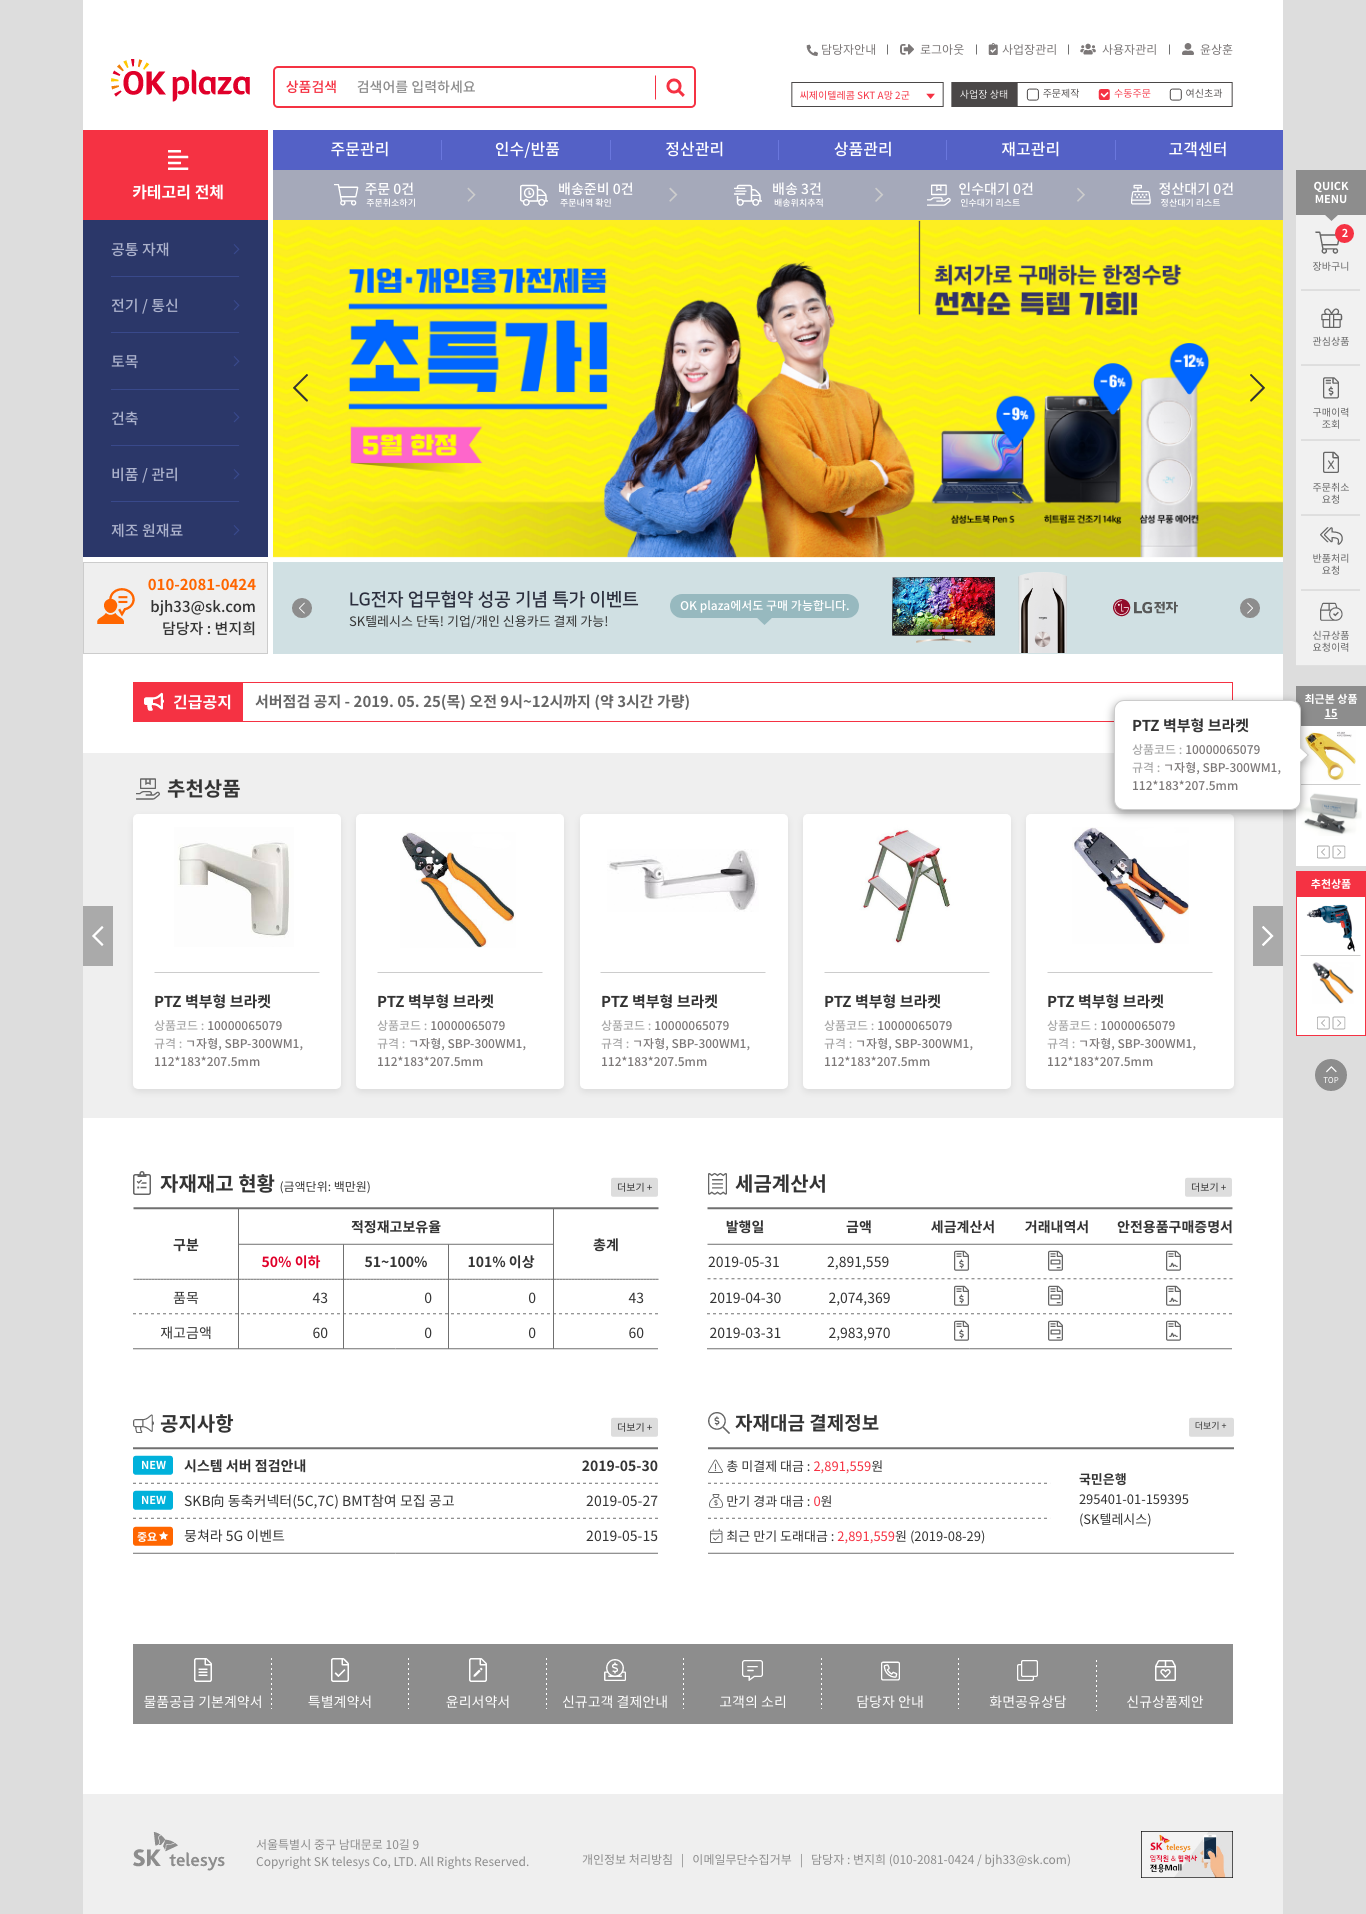 담당자안내
로그아웃
사업장관리
사용자관리
윤상훈
OK plaza
상품검색 검색어를 입력하세요
씨제이텔레콤 SKT A망 2군
사업장 상태 주문제작 수동주문 여신초과
카테고리 전체
주문관리 인수/반품 정산관리 상품관리 재고관리 고객센터
주문 0건
주문취소하기
배송준비 0건
주문내역 확인
배송 3건
배송위치추적
인수대기 0건
인수대기 리스트
정산대기 0건
정산대기 리스트
공통 자재
전기 / 통신
토목
건축
비품 / 관리
제조 원재료
기업·개인용가전제품
초특가!
5월 한정
최저가로 구매하는 한정수량
선착순 득템 기회!
-9%
-6%
-12%
삼성노트북 Pen S
히트펌프 건조기 14kg
삼성 무풍 에어컨
QUICK
MENU
2
장바구니
관심상품
구매이력
조회
주문취소
요청
반품처리
요청
신규상품
요청이력
010-2081-0424
bjh33@sk.com
담당자 : 변지희
LG전자 업무협약 성공 기념 특가 이벤트
SK텔레시스 단독! 기업/개인 신용카드 결제 가능!
OK plaza에서도 구매 가능합니다.
LG전자
긴급공지 서버점검 공지 - 2019. 05. 25(목) 오전 9시~12시까지 (약 3시간 가량)
최근본 상품
15
PTZ 벽부형 브라켓
상품코드 : 10000065079
규격 : ㄱ자형, SBP-300WM1,
112*183*207.5mm
추천상품
TOP
추천상품
PTZ 벽부형 브라켓
상품코드 : 10000065079
규격 : ㄱ자형, SBP-300WM1,
112*183*207.5mm
PTZ 벽부형 브라켓
상품코드 : 10000065079
규격 : ㄱ자형, SBP-300WM1,
112*183*207.5mm
PTZ 벽부형 브라켓
상품코드 : 10000065079
규격 : ㄱ자형, SBP-300WM1,
112*183*207.5mm
PTZ 벽부형 브라켓
상품코드 : 10000065079
규격 : ㄱ자형, SBP-300WM1,
112*183*207.5mm
PTZ 벽부형 브라켓
상품코드 : 10000065079
규격 : ㄱ자형, SBP-300WM1,
112*183*207.5mm
자재재고 현황 (금액단위: 백만원) 더보기 +
구분 적정재고보유율 총계
50% 이하 51~100% 101% 이상
품목 43 0 0 43
재고금액 60 0 0 60
세금계산서 더보기 +
발행일 금액 세금계산서 거래내역서 안전용품구매증명서
2019-05-31 2,891,559
2019-04-30 2,074,369
2019-03-31 2,983,970
공지사항 더보기 +
NEW 시스템 서버 점검안내 2019-05-30
NEW SKB向 동축커넥터(5C,7C) BMT참여 모집 공고 2019-05-27
중요★ 뭉쳐라 5G 이벤트 2019-05-15
자재대금 결제정보 더보기 +
총 미결제 대금 : 2,891,559원
만기 경과 대금 : 0원
최근 만기 도래대금 : 2,891,559원 (2019-08-29)
국민은행
295401-01-159395
(SK텔레시스)
물품공급 기본계약서 특별계약서 윤리서약서 신규고객 결제안내 고객의 소리 담당자 안내 화면공유상담 신규상품제안
SK telesys
서울특별시 중구 남대문로 10길 9
Copyright SK telesys Co, LTD. All Rights Reserved.
개인정보 처리방침 | 이메일무단수집거부 | 담당자 : 변지희 (010-2081-0424 / bjh33@sk.com)
SK telesys
임직원 & 협력사
전용Mall